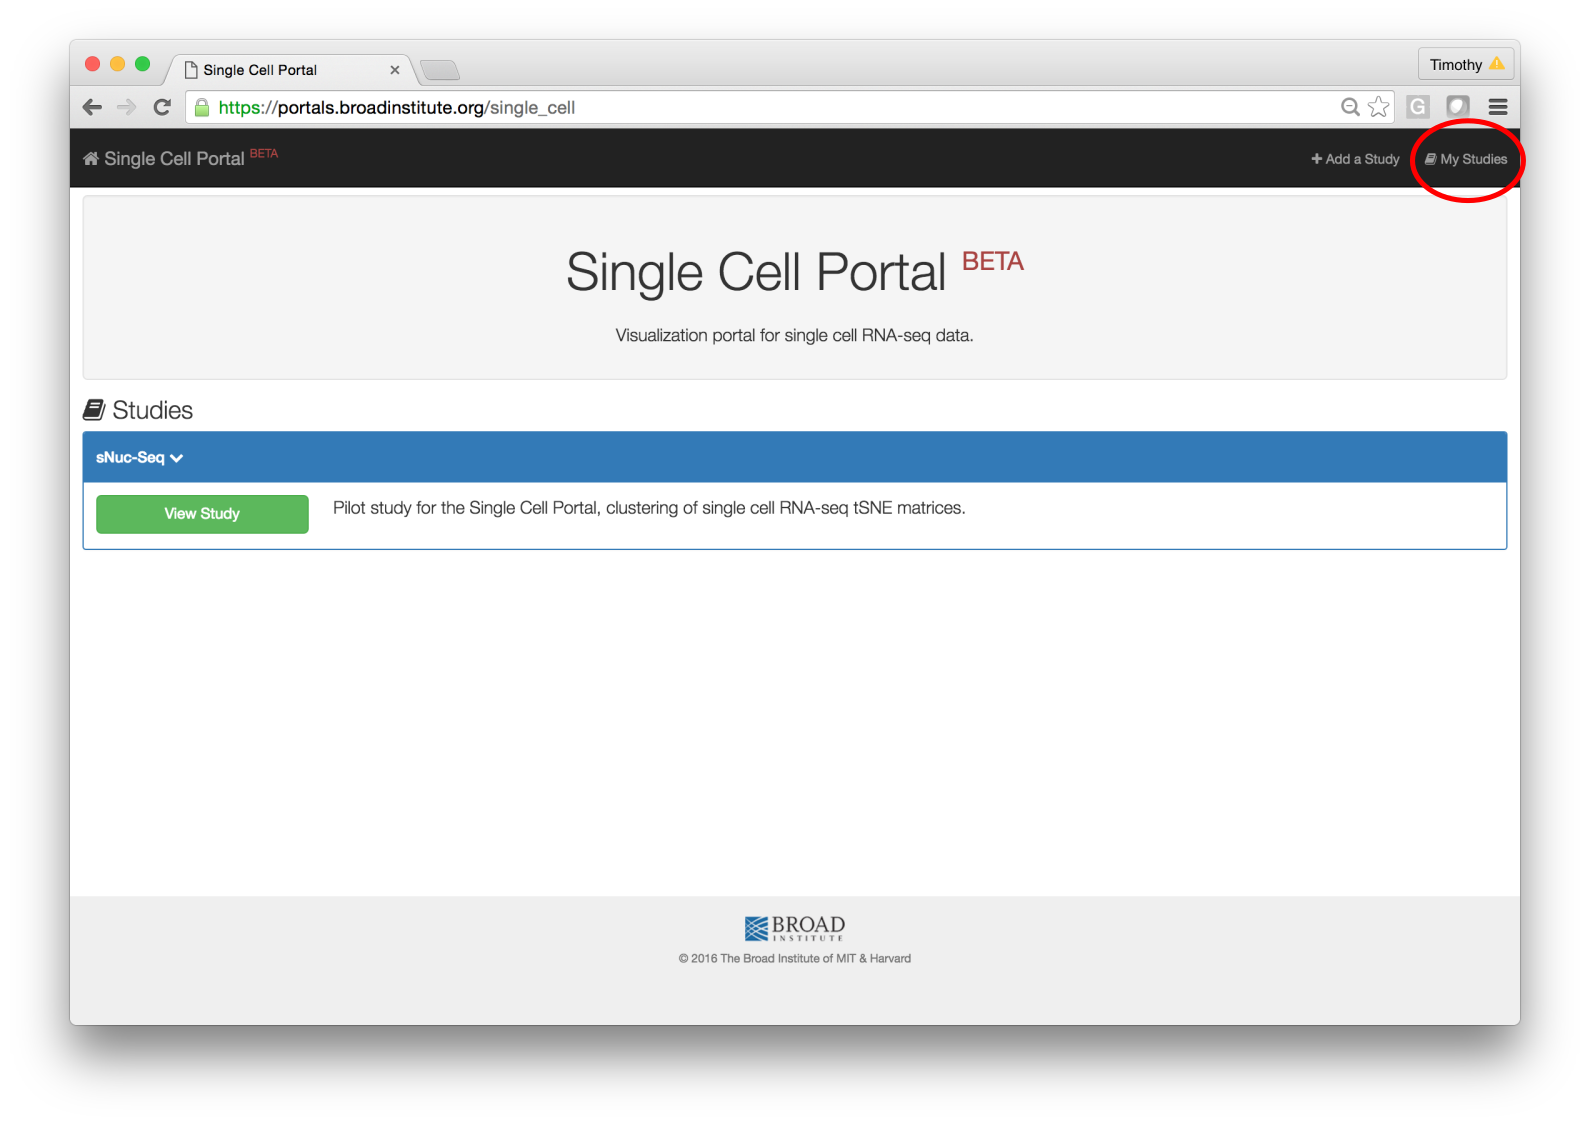 Single Cell Portal
Timothy
https://portals.broadinstitute.org/single_cell
G
Single Cell Portal BETA
Add a Study
My Studies
Single Cell Portal BETA
Visualization portal for single cell RNA-seq data.
Studies
sNuc-Seq
View Study
Pilot study for the Single Cell Portal, clustering of single cell RNA-seq tSNE matrices.
BROAD
INSTITUTE
© 2016 The Broad Institute of MIT & Harvard